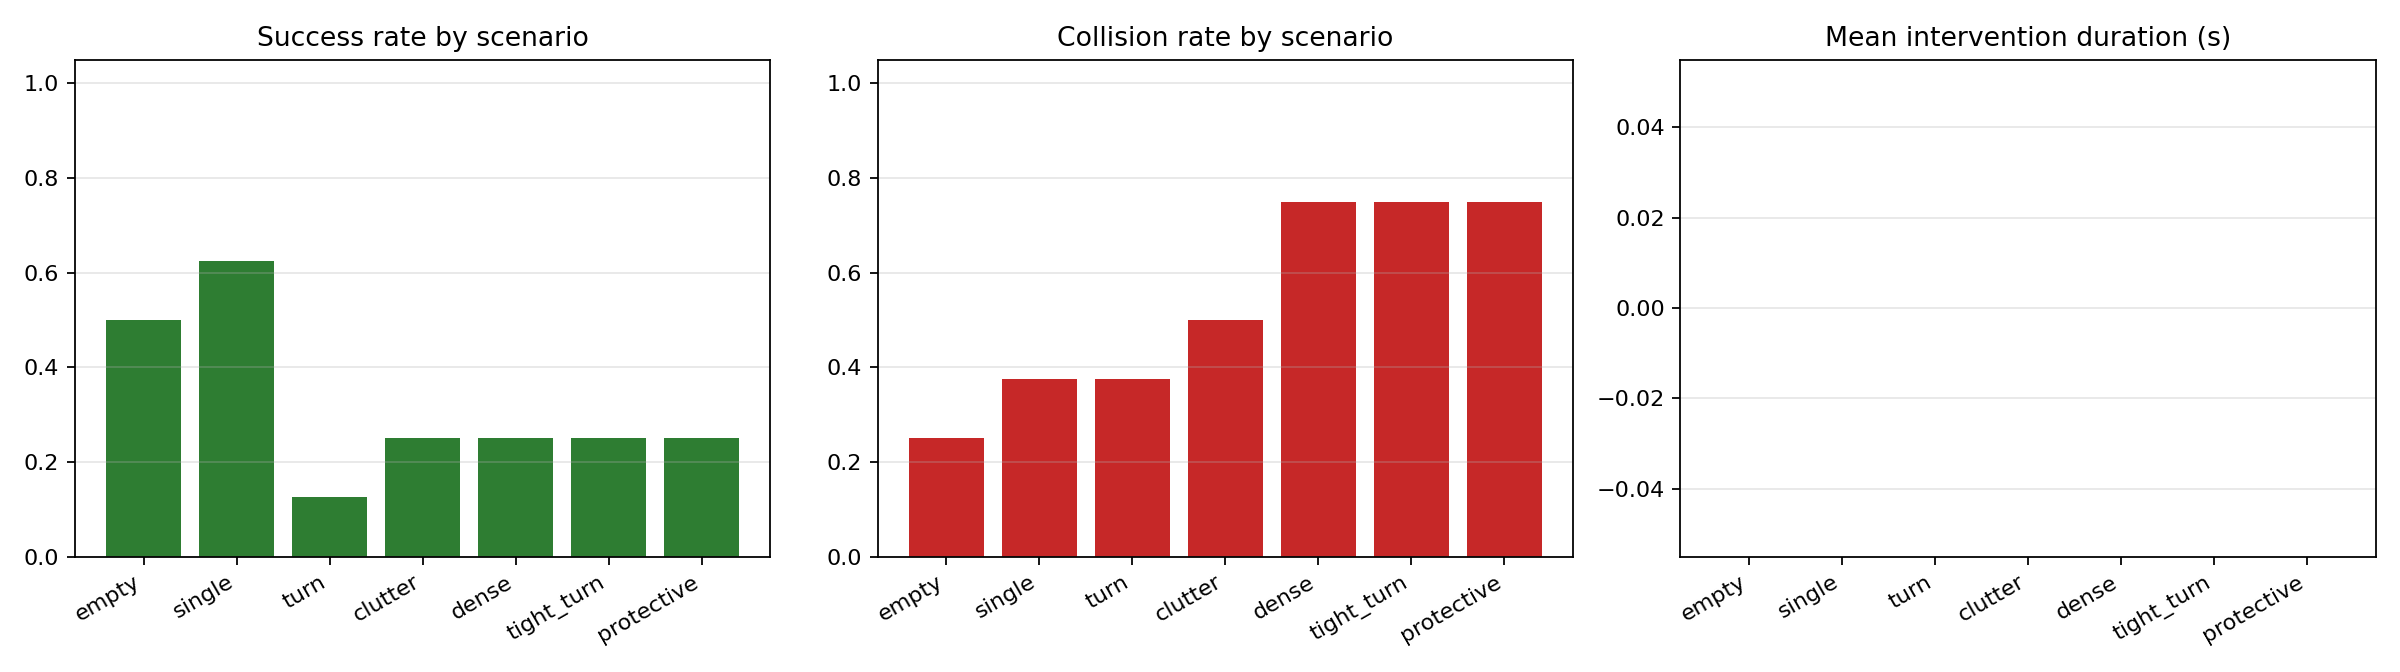 Success rate by scenario
1.0
0.8
0.6
0.4
0.2
0.0
empty
single
turn
clutter
dense
tight_turn
protective
Collision rate by scenario
1.0
0.8
0.6
0.4
0.2
0.0
empty
single
turn
clutter
dense
tight_turn
protective
Mean intervention duration (s)
0.04
0.02
0.00
−0.02
−0.04
empty
single
turn
clutter
dense
tight_turn
protective